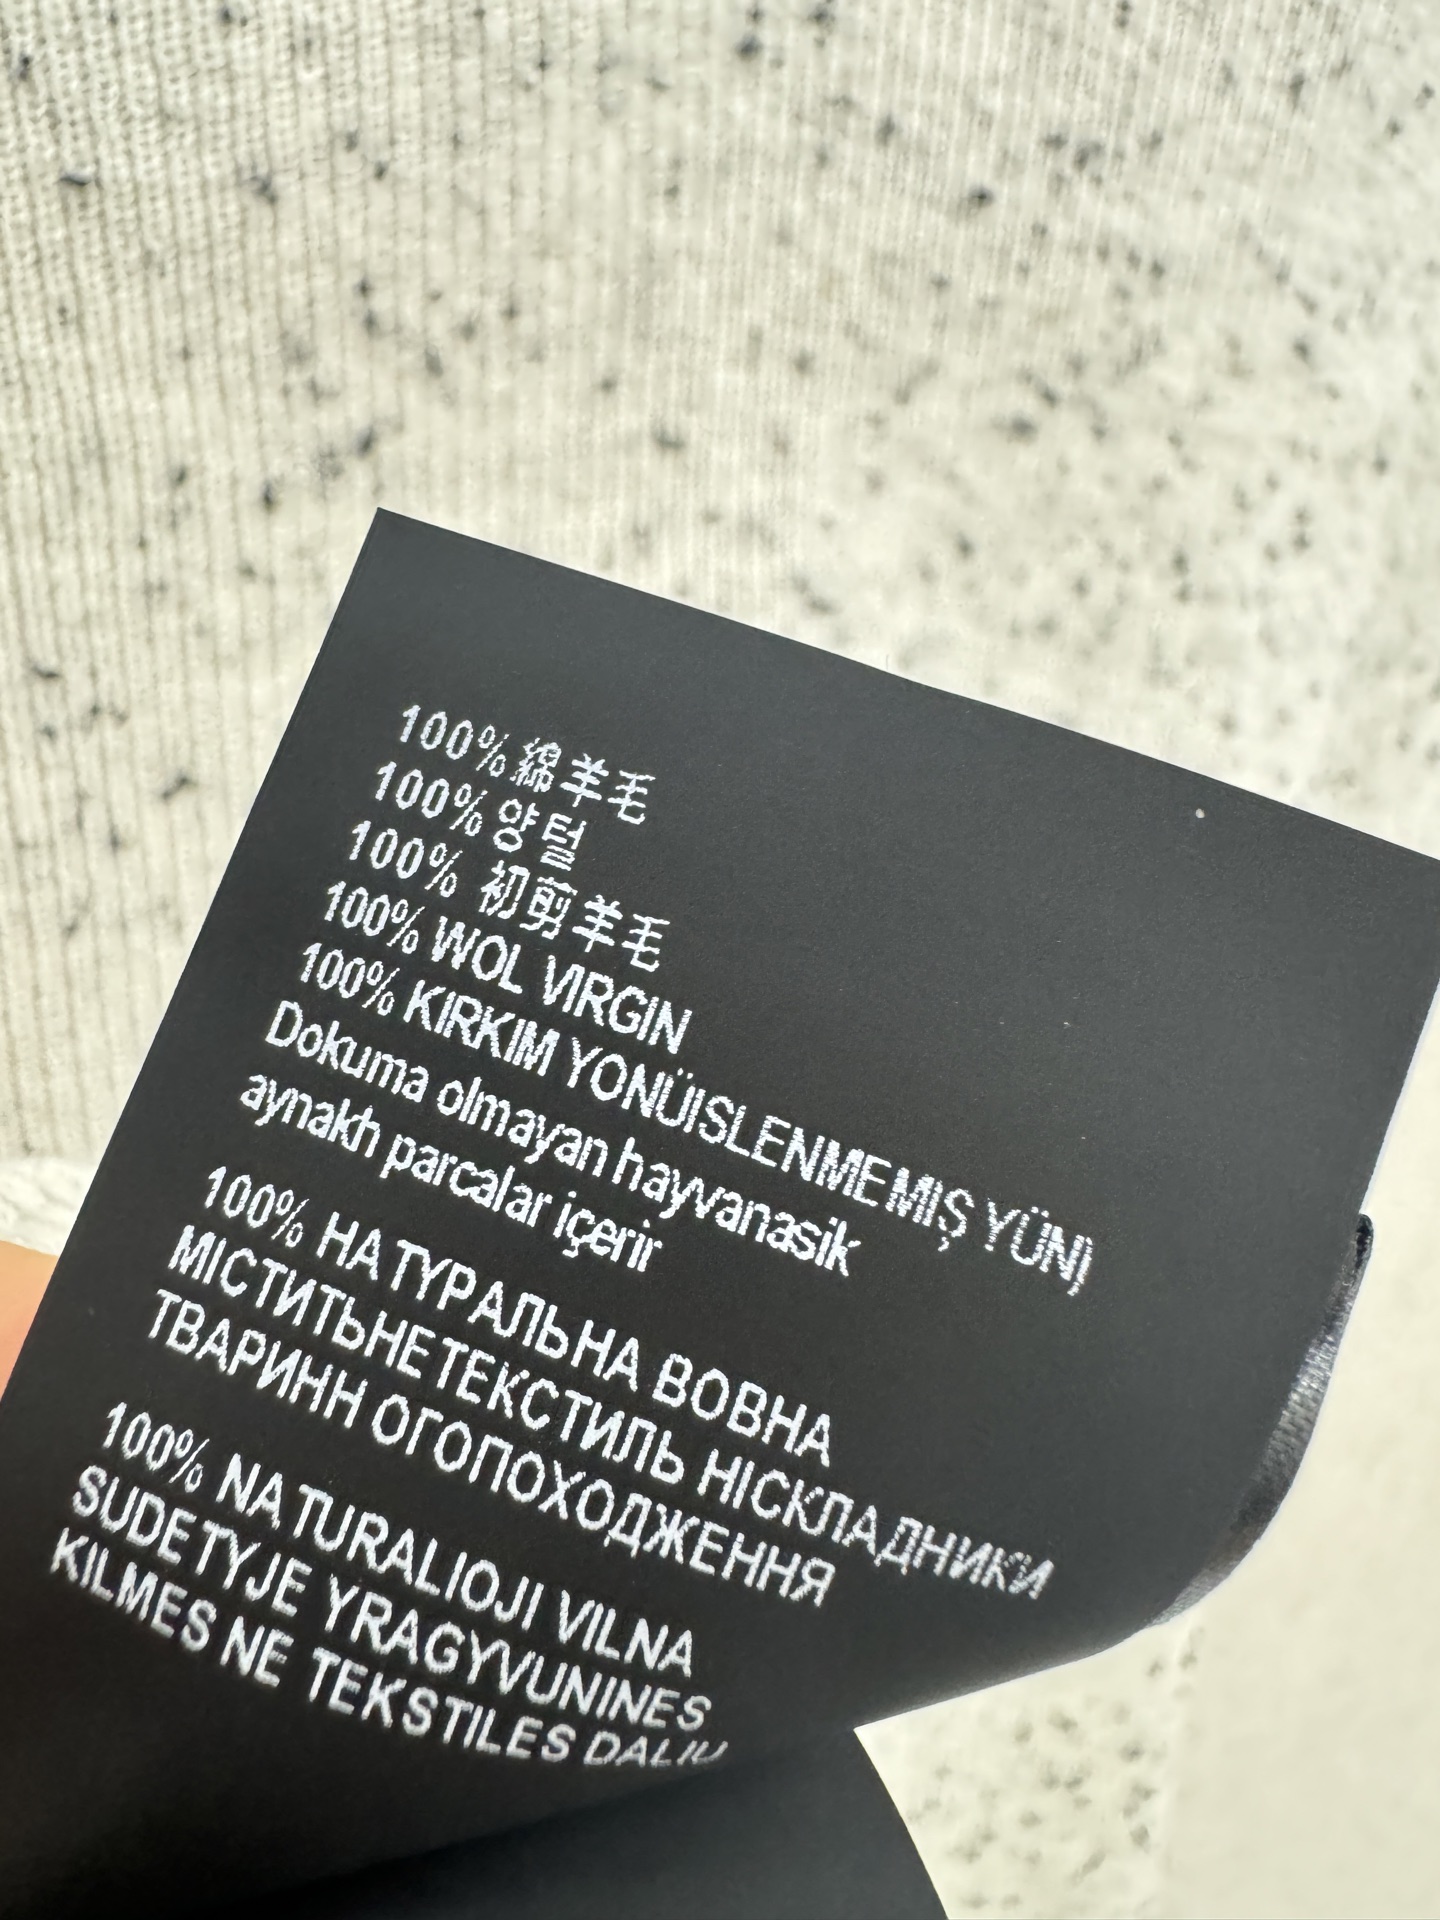 100% 綿羊毛
100% 양털
100% 初剪羊毛
100% WOL VIRGIN
100% KIRKIM YONÜISLENMEMIŞ YÜNİ
Dokuma olmayan hayvanasik
aynakh parcalar içerir
100% НАТУРАЛЬНА ВОВНА
МІСТИТЬНЕТЕКСТИЛЬ НІСКЛАДНИКИ
ТВАРИНН ОГОПОХОДЖЕННЯ
100% NATURALIOJI VILNA
SUDETYJE YRAGYVUNINES
KILMES NE TEKSTILES DALIU